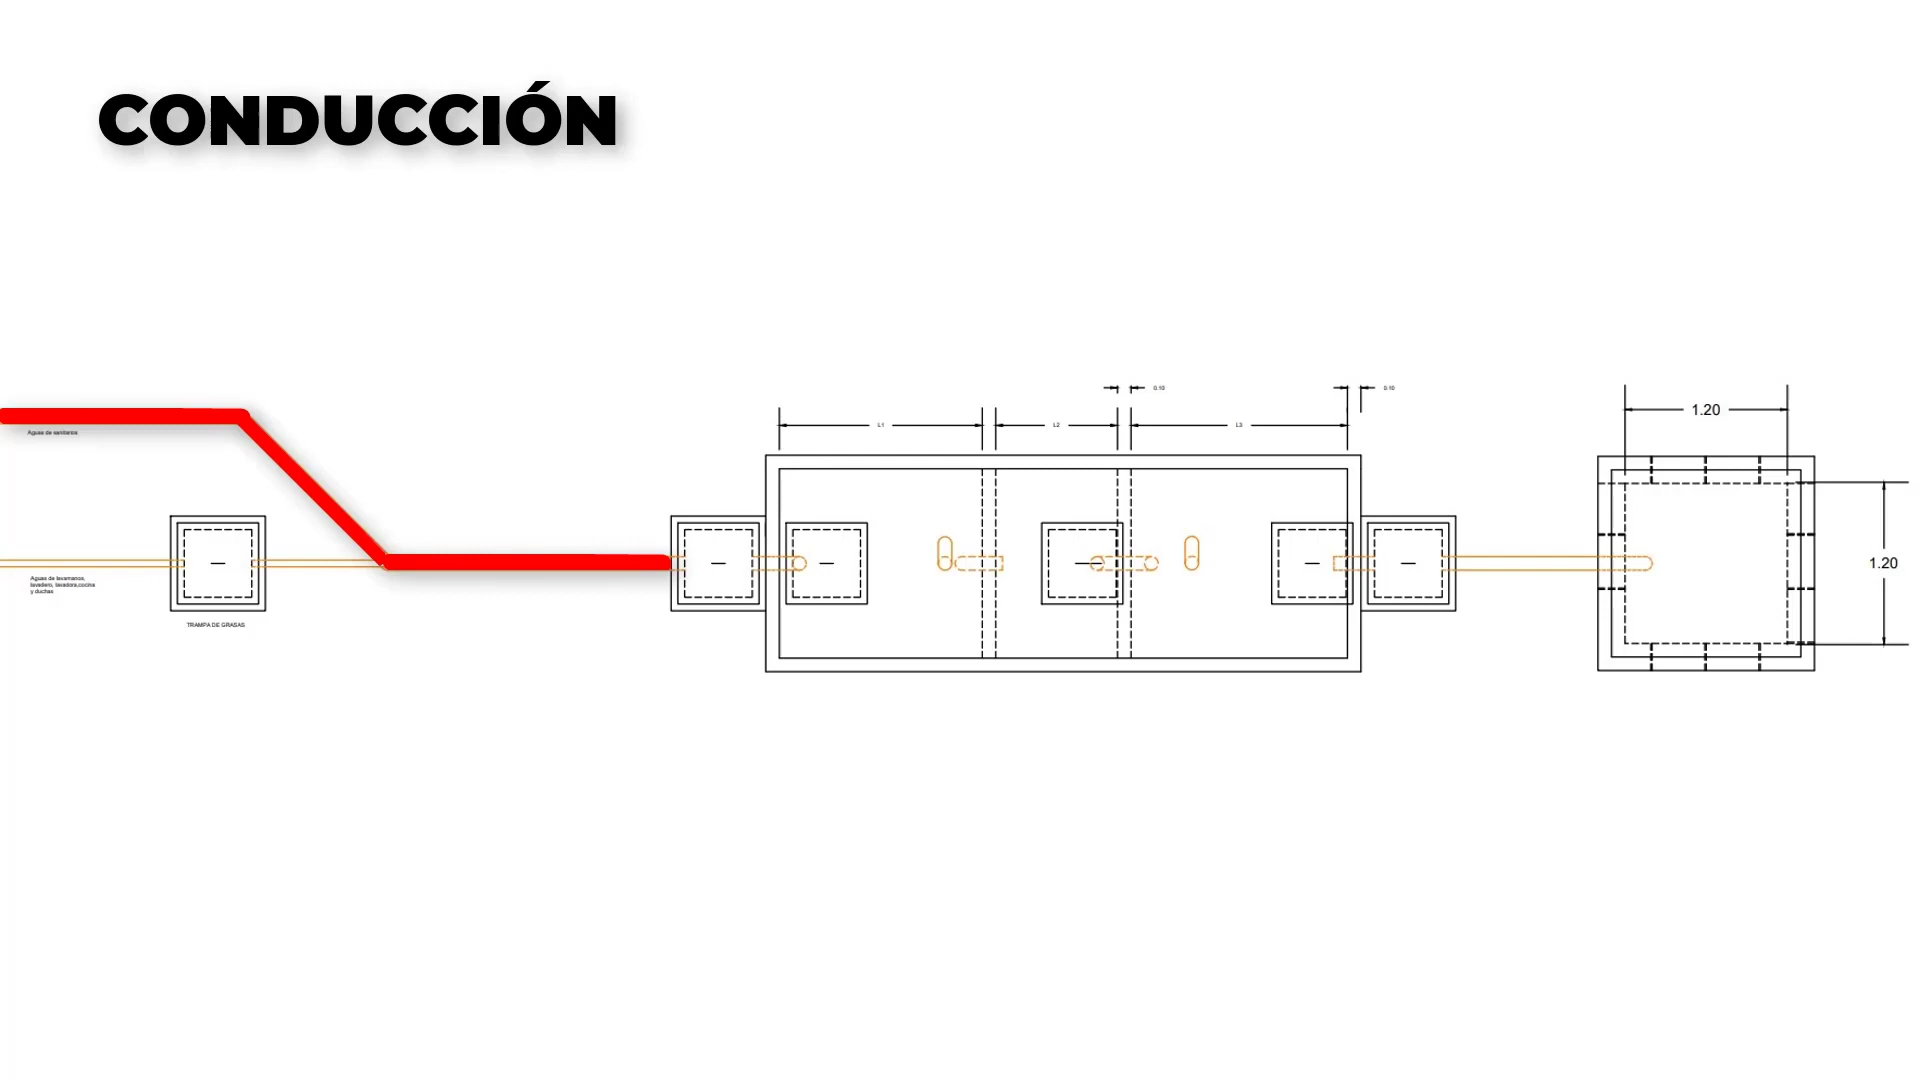 CONDUCCIÓN
0.10
0.10
L1
L2
L3
1.20
Aguas de sanitarios
1.20
Aguas de lavamanos,
lavadero, lavadora,cocina
y duchas
TRAMPA DE GRASAS